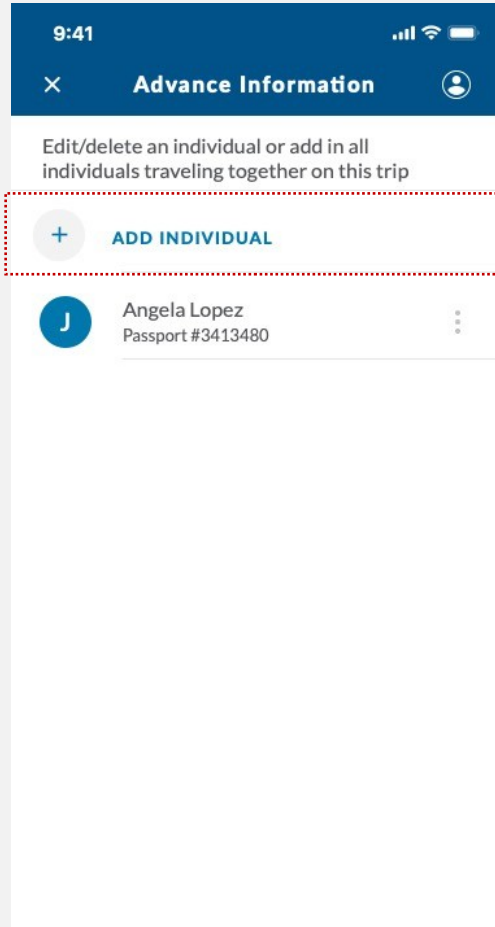 9:41
Advance Information
Edit/delete an individual or add in all
individuals traveling together on this trip
+ ADD INDIVIDUAL
J
Angela Lopez
Passport #3413480